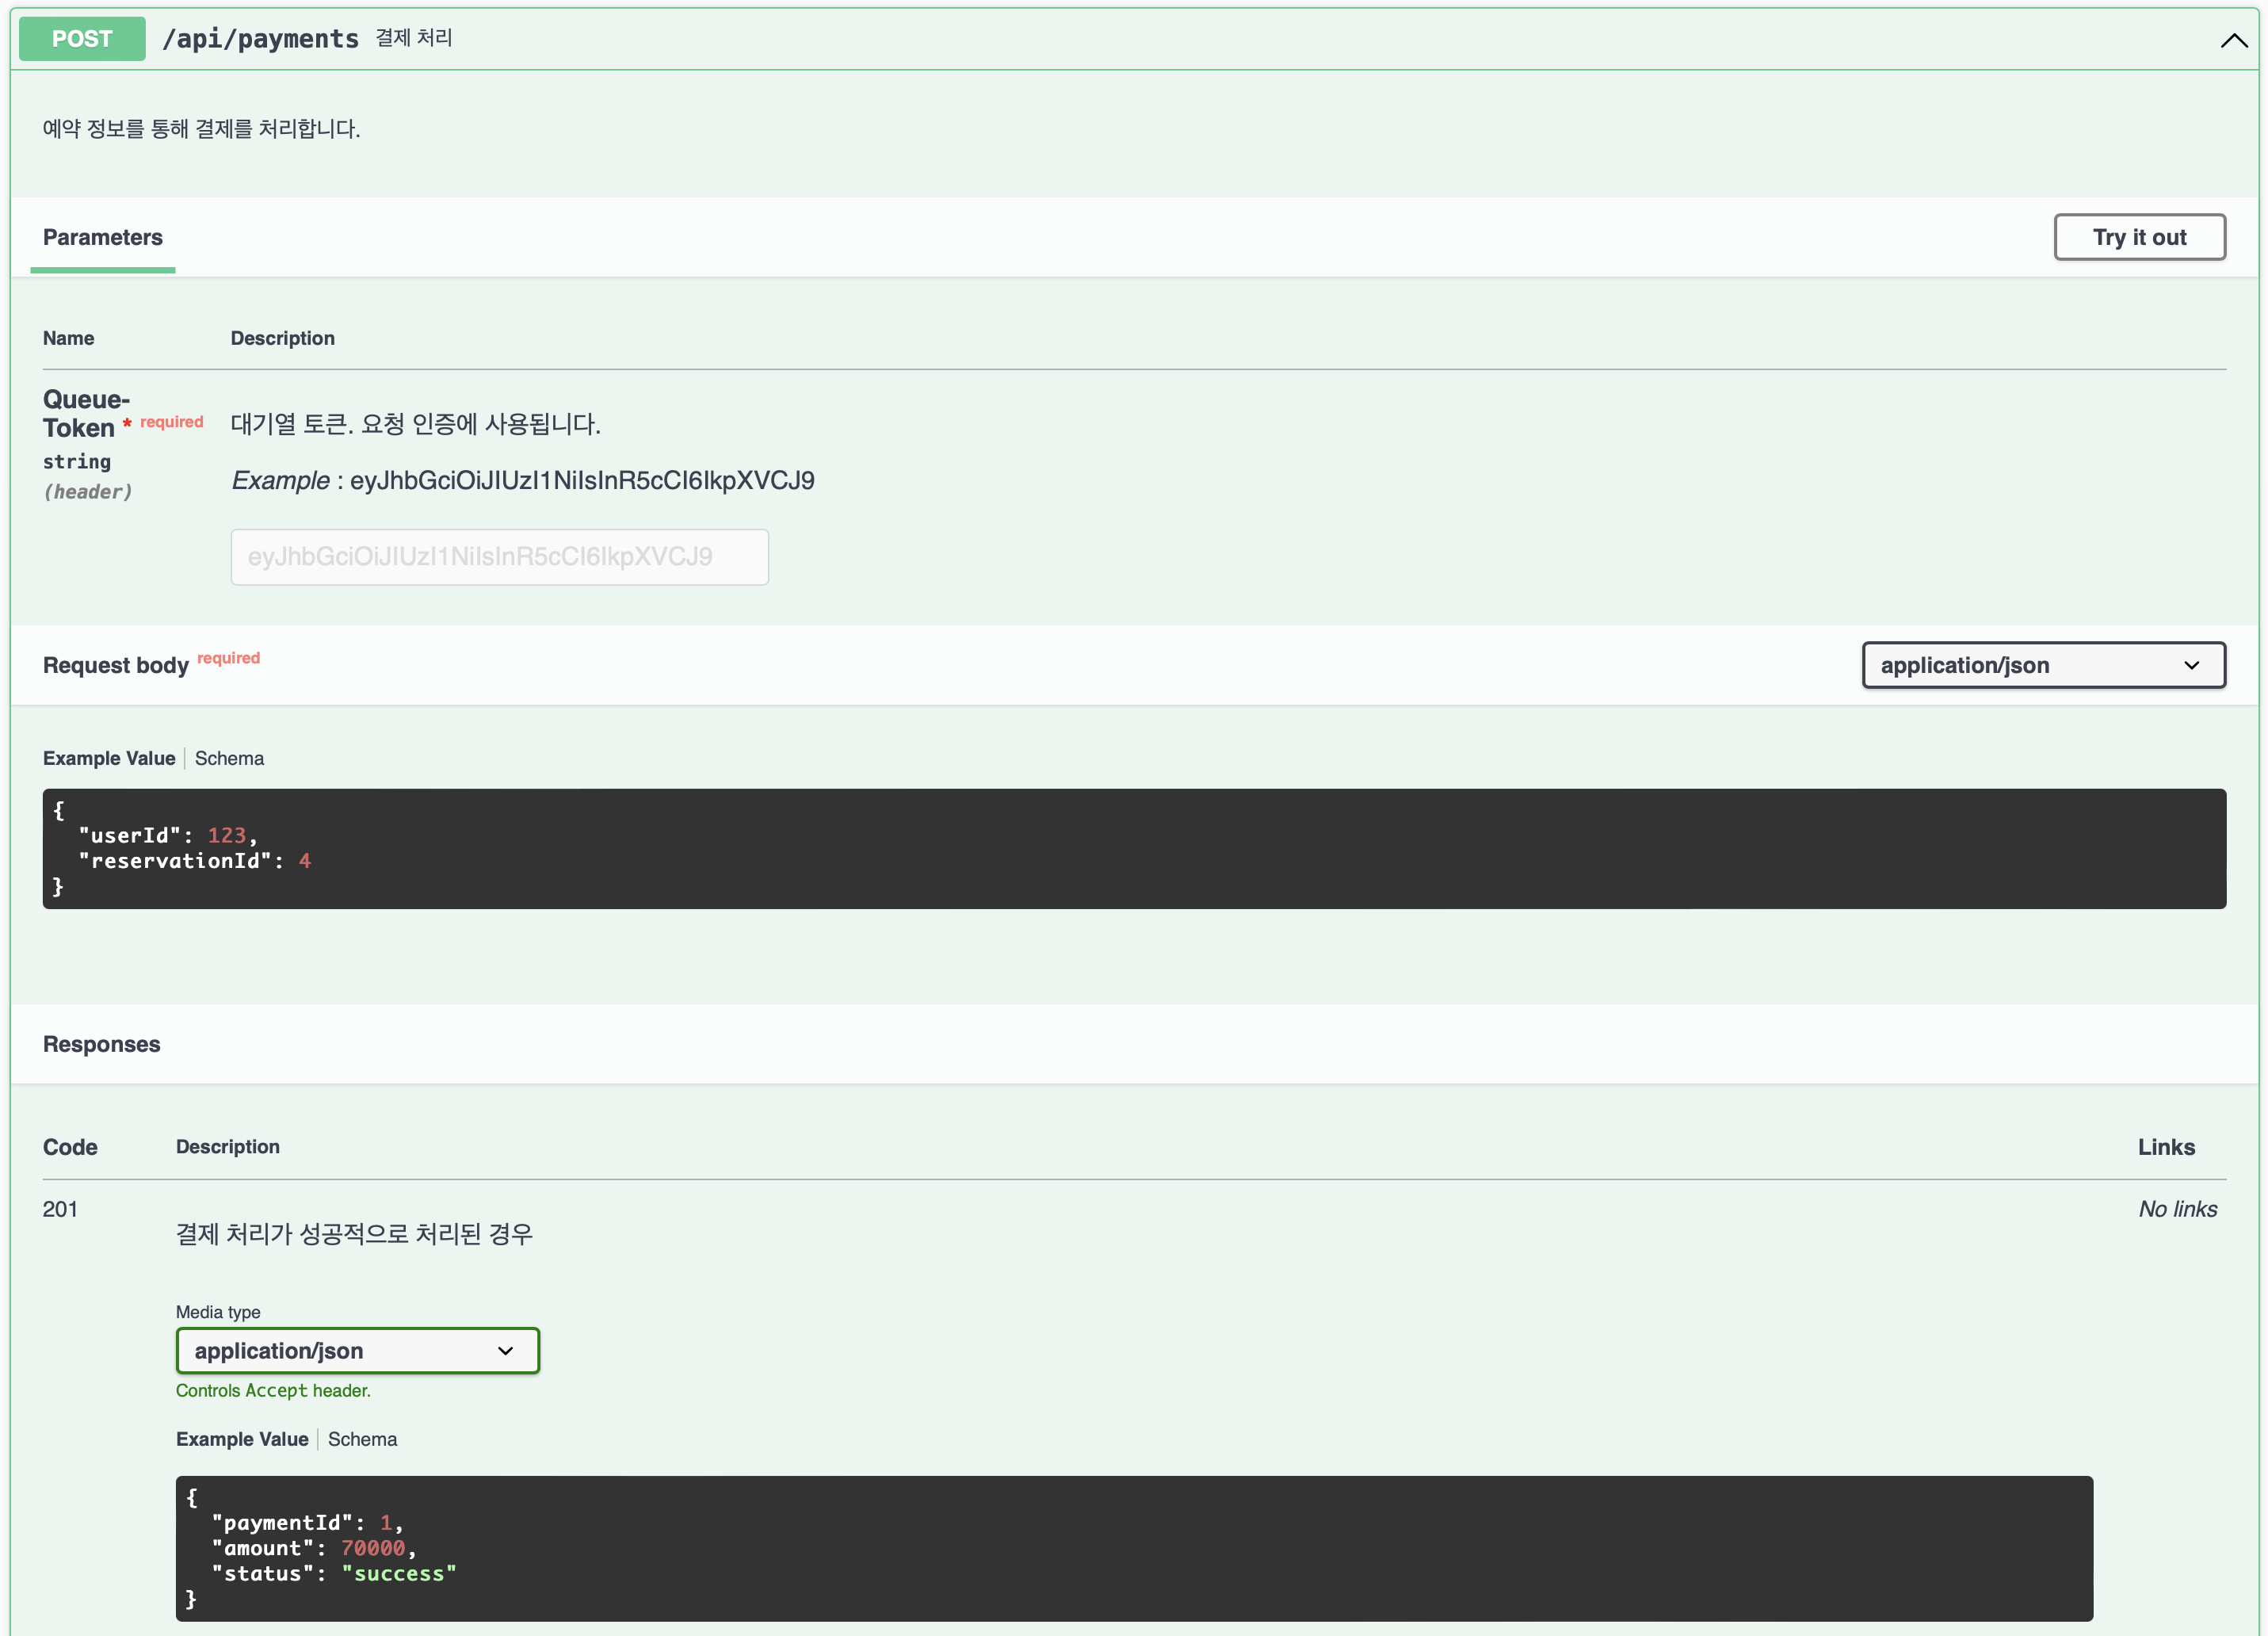 POST /api/payments 결제 처리
예약 정보를 통해 결제를 처리합니다.
Parameters
Try it out
Name Description
Queue-
Token * required
string
(header)
대기열 토큰. 요청 인증에 사용됩니다.
Example : eyJhbGciOiJIUzI1NiIsInR5cCI6IkpXVCJ9
eyJhbGciOiJIUzI1NiIsInR5cCI6IkpXVCJ9
Request body required
application/json
Example Value Schema
{
"userId": 123,
"reservationId": 4
}
Responses
Code Description Links
201
결제 처리가 성공적으로 처리된 경우
No links
Media type
application/json
Controls Accept header.
Example Value Schema
{
"paymentId": 1,
"amount": 70000,
"status": "success"
}